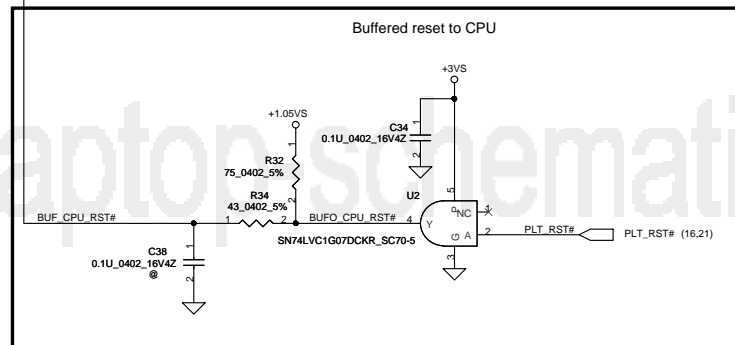 Buffered reset to CPU
+3VS
+1.05VS
1
C34
0.1U_0402_16V4Z
2
1
R32
75_0402_5%
2
R34
43_0402_5%
U2
5
P
NC
1
BUF_CPU_RST#
1
2
BUFO_CPU_RST#
4
Y
A
2
PLT_RST#
PLT_RST# (16,21)
G
3
SN74LVC1G07DCKR_SC70-5
1
C38
0.1U_0402_16V4Z
2
@
aptop schemati